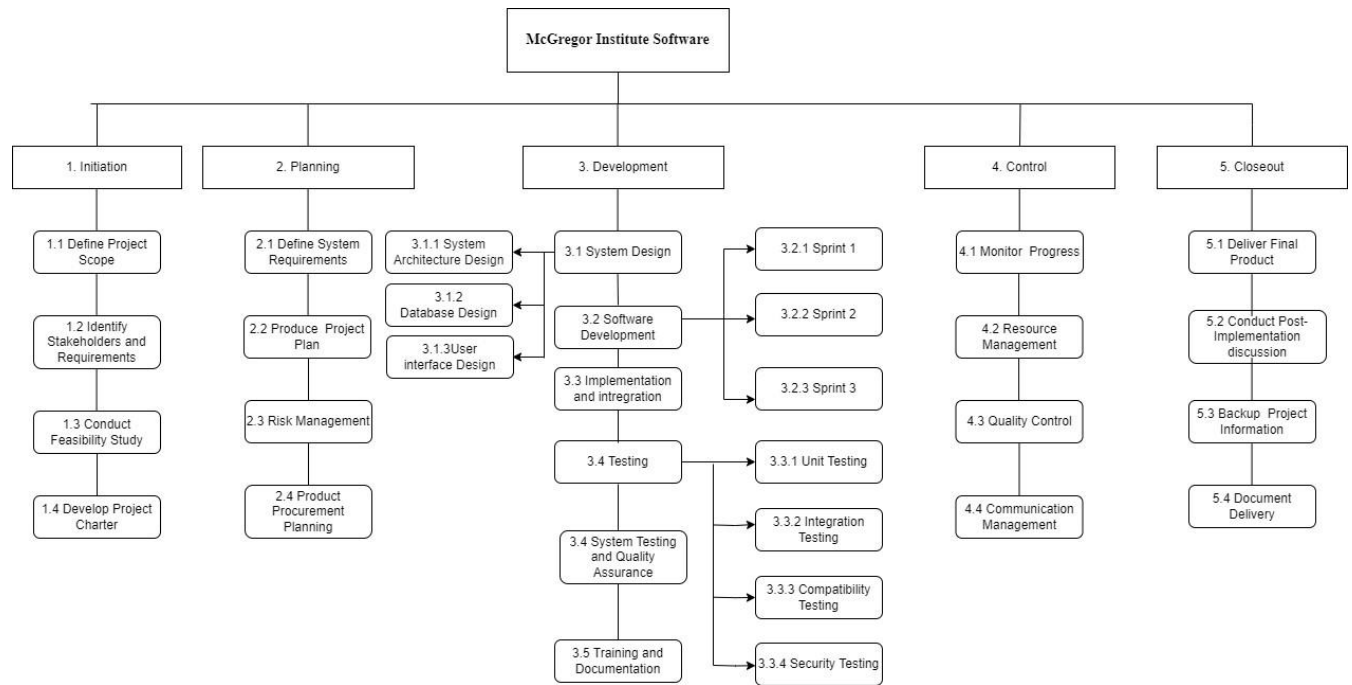 McGregor Institute Software
1. Initiation
2. Planning
3. Development
4. Control
5. Closeout
1.1 Define Project
Scope
1.2 Identify
Stakeholders and
Requirements
1.3 Conduct
Feasibility Study
1.4 Develop Project
Charter
2.1 Define System
Requirements
2.2 Produce Project
Plan
2.3 Risk Management
2.4 Product
Procurement
Planning
3.1.1 System
Architecture Design
3.1.2
Database Design
3.1.3User
interface Design
3.1 System Design
3.2 Software
Development
3.3 Implementation
and intregration
3.4 Testing
3.4 System Testing
and Quality
Assurance
3.5 Training and
Documentation
3.2.1 Sprint 1
3.2.2 Sprint 2
3.2.3 Sprint 3
3.3.1 Unit Testing
3.3.2 Integration
Testing
3.3.3 Compatibility
Testing
3.3.4 Security Testing
4.1 Monitor Progress
4.2 Resource
Management
4.3 Quality Control
4.4 Communication
Management
5.1 Deliver Final
Product
5.2 Conduct Post-
Implementation
discussion
5.3 Backup Project
Information
5.4 Document
Delivery